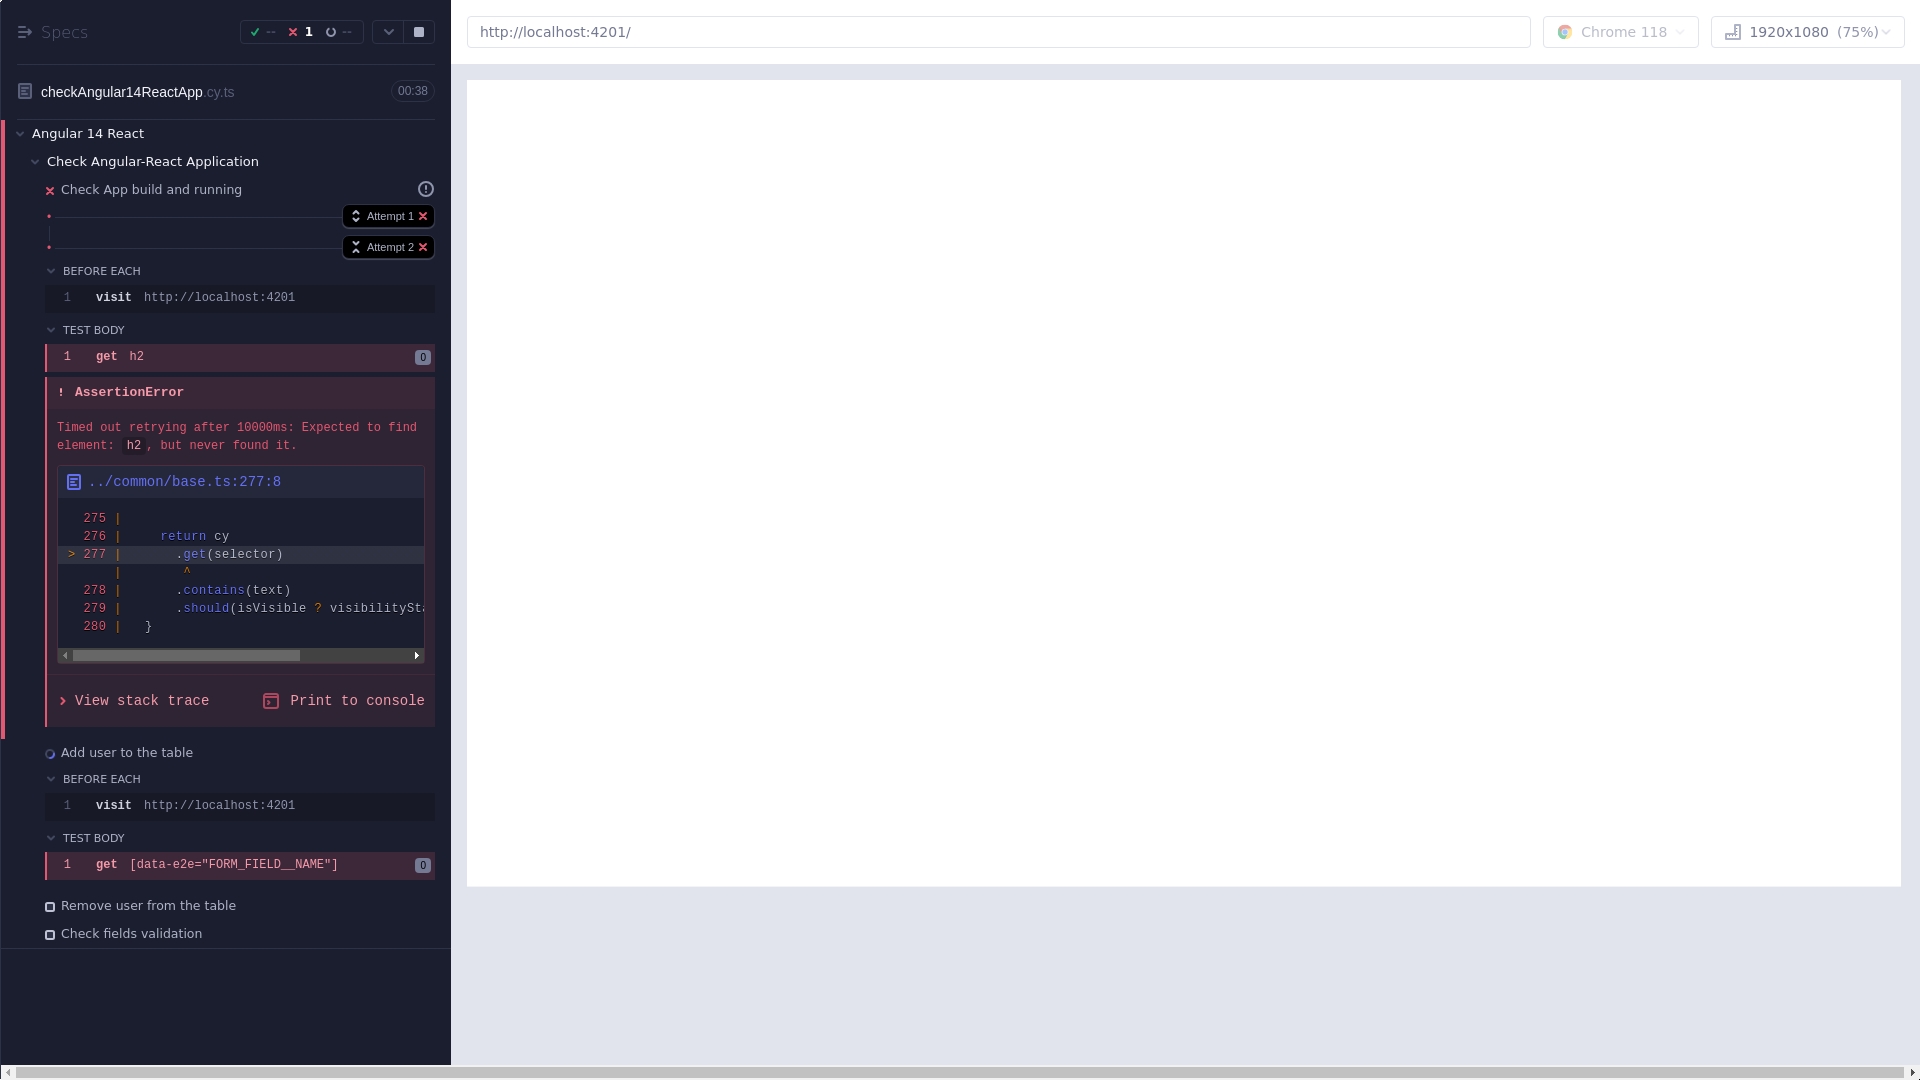 Specs
-- 1 --
http://localhost:4201/
Chrome 118
1920x1080 (75%)
checkAngular14ReactApp.cy.ts
00:38
Angular 14 React
Check Angular-React Application
Check App build and running
Attempt 1
Attempt 2
BEFORE EACH
1 visit http://localhost:4201
TEST BODY
1 get h2 0
! AssertionError
Timed out retrying after 10000ms: Expected to find
element: h2, but never found it.
../common/base.ts:277:8
275 |
276 | return cy
> 277 | .get(selector)
| ^
278 | .contains(text)
279 | .should(isVisible ? visibilitySta
280 | }
View stack trace
Print to console
Add user to the table
BEFORE EACH
1 visit http://localhost:4201
TEST BODY
1 get [data-e2e="FORM_FIELD__NAME"] 0
Remove user from the table
Check fields validation